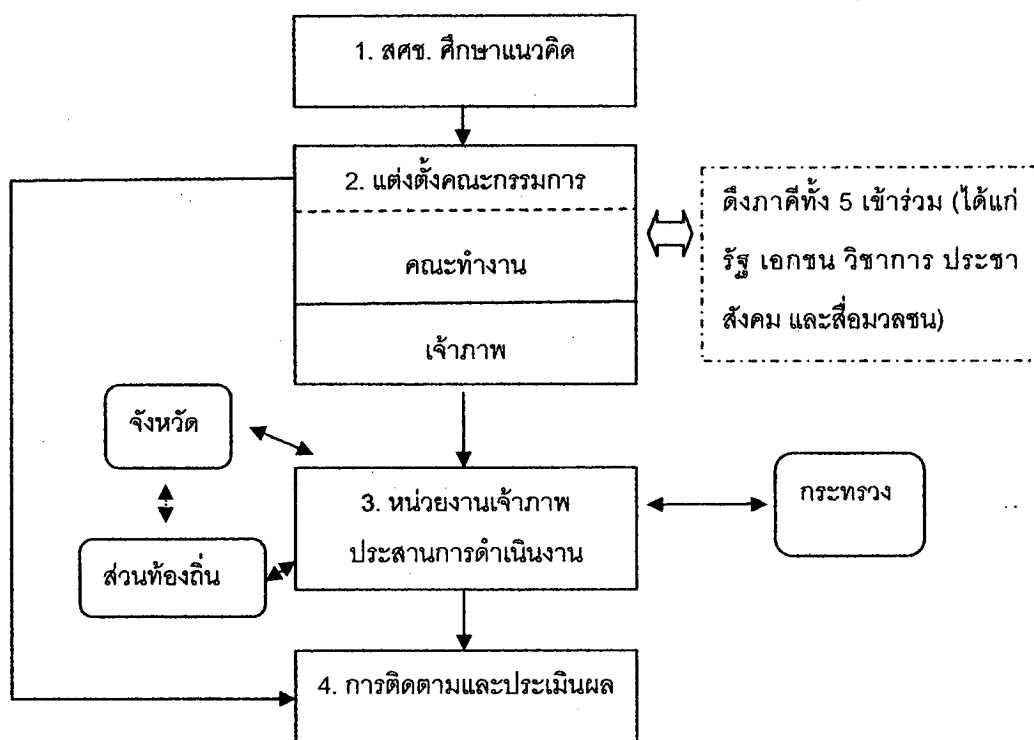 1. สศช. ศึกษาแนวคิด
2. แต่งตั้งคณะกรรมการ
คณะทำงาน
เจ้าภาพ
ดึงภาคีทั้ง 5 เข้าร่วม (ได้แก่
รัฐ เอกชน วิชาการ ประชา
สังคม และสื่อมวลชน)
จังหวัด
ส่วนท้องถิ่น
3. หน่วยงานเจ้าภาพ
ประสานการดำเนินงาน
กระทรวง
4. การติดตามและประเมินผล